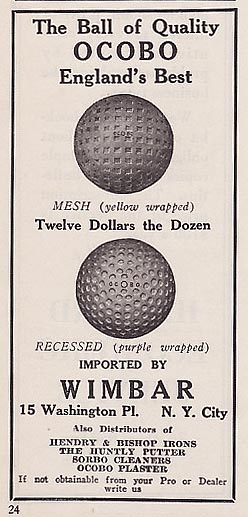 The Ball of Quality
OCOBO
England's Best
MESH (yellow wrapped)
Twelve Dollars the Dozen
RECESSED (purple wrapped)
IMPORTED BY
WIMBAR
15 Washington Pl. N. Y. City
Also Distributors of
HENDRY & BISHOP IRONS
THE HUNTLY PUTTER
SORBO CLEANERS
OCOBO PLASTER
If not obtainable from your Pro or Dealer
write us
24